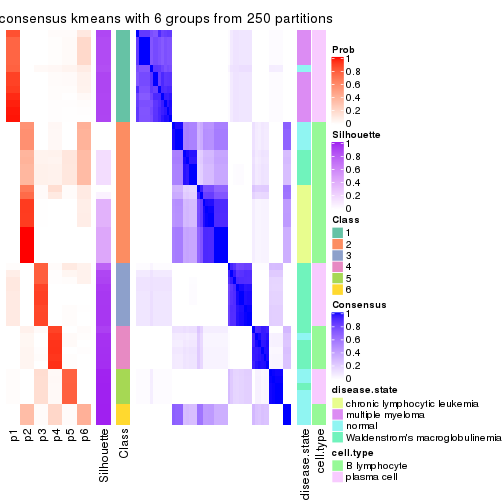 consensus kmeans with 6 groups from 250 partitions
Prob
1
0.8
0.6
0.4
0.2
0
Silhouette
1
0.8
0.6
0.4
0.2
0
Class
1
2
3
4
5
6
Consensus
1
0.8
0.6
0.4
0.2
0
disease.state
chronic lymphocytic leukemia
multiple myeloma
normal
Waldenstrom's macroglobulinemia
cell.type
B lymphocyte
plasma cell
p1
p2
p3
p4
p5
p6
Silhouette
Class
disease.state
cell.type